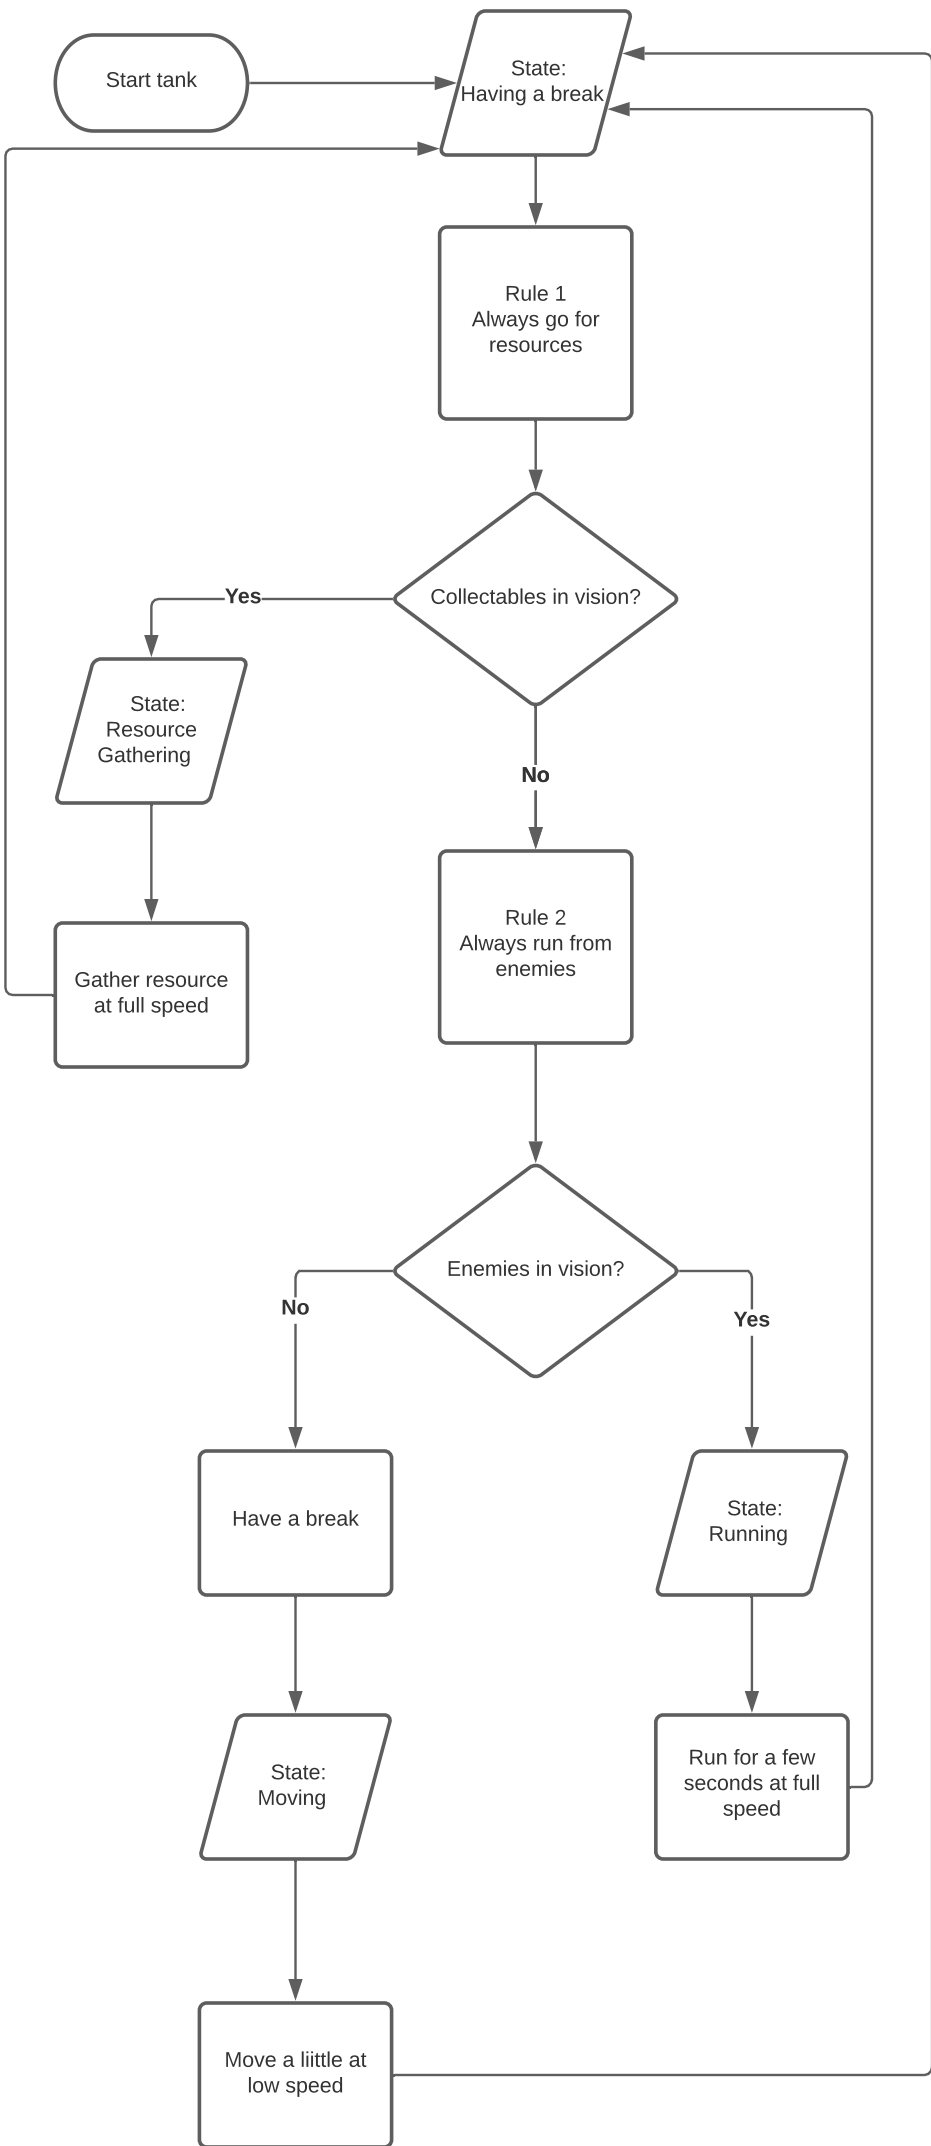 Start tank
State:
Having a break
Rule 1
Always go for
resources
Collectables in vision?
Yes
State:
Resource
Gathering
No
Gather resource
at full speed
Rule 2
Always run from
enemies
Enemies in vision?
No
Yes
Have a break
State:
Running
State:
Moving
Run for a few
seconds at full
speed
Move a liittle at
low speed